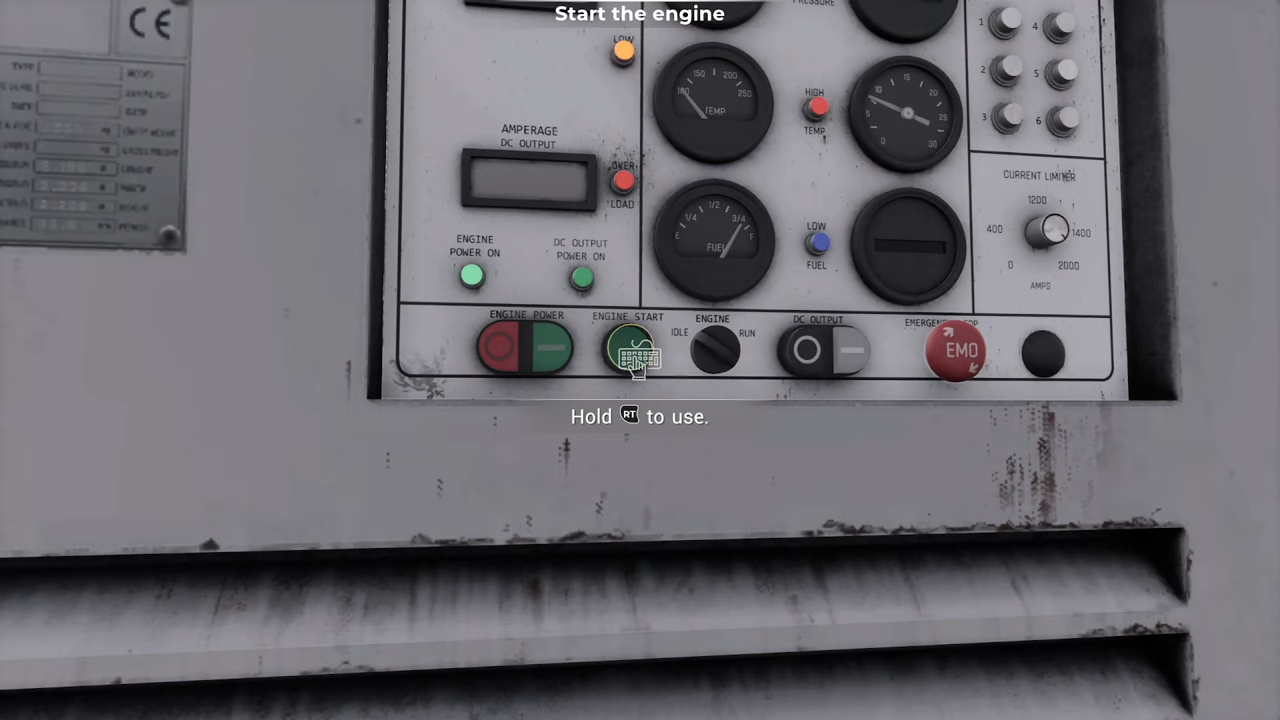 Start the engine
CE
PRESSURE
LOW
150 200
100 250
TEMP
HIGH
TEMP
15
10 20
5 25
0 30
1 4
2 5
3 6
AMPERAGE
DC OUTPUT
OVER
LOAD
CURRENT LIMITER
1200
400 1400
0 2000
AMPS
1/2
1/4 3/4
E F
FUEL
LOW
FUEL
ENGINE
POWER ON
DC OUTPUT
POWER ON
ENGINE POWER
ENGINE START
ENGINE
IDLE RUN
DC OUTPUT
EMO
Hold RT to use.